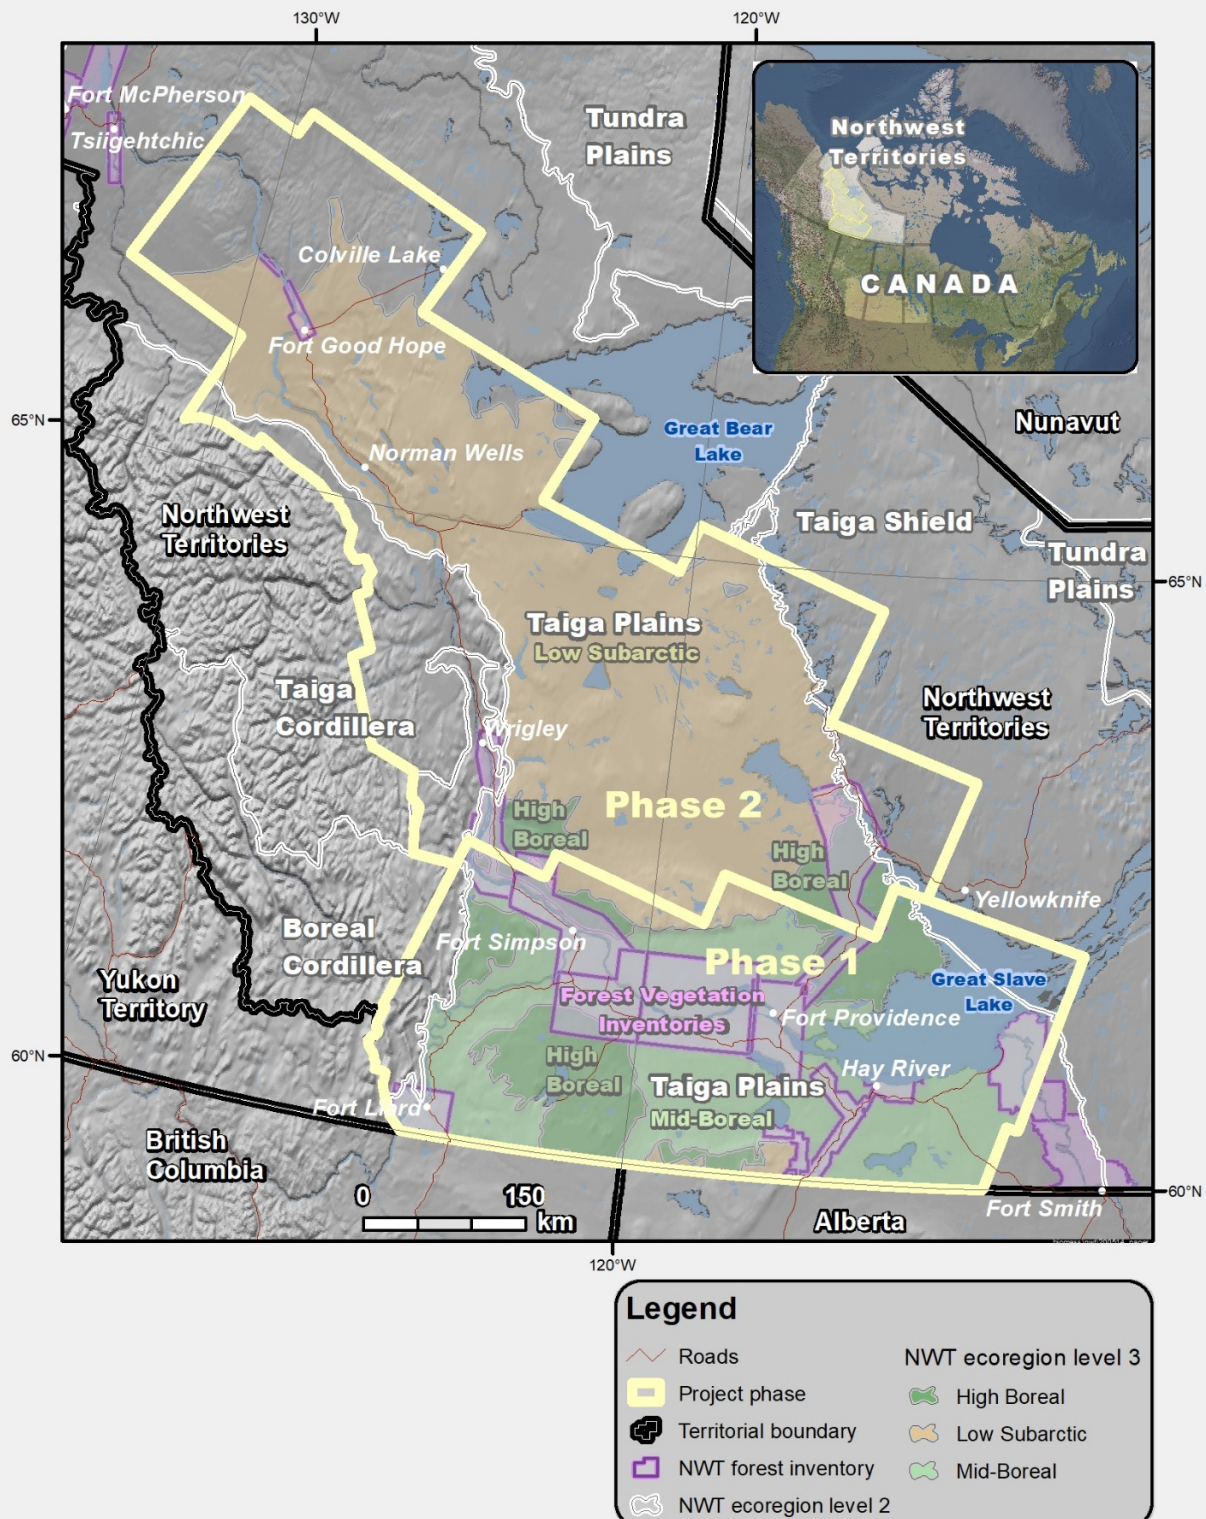 130°W
120°W
Fort McPherson
Tsiigehtchic
Tundra
Plains
Northwest
Territories
CANADA
Colville Lake
Fort Good Hope
65°N
Great Bear
Lake
Nunavut
Norman Wells
Northwest
Territories
Taiga Shield
Tundra
Plains
65°N
Taiga Plains
Low Subarctic
Taiga
Cordillera
Northwest
Territories
Wrigley
Phase 2
High
Boreal
High
Boreal
Yellowknife
Boreal
Cordillera
Fort Simpson
Phase 1
Yukon
Territory
Great Slave
Lake
Forest Vegetation
Inventories
Fort Providence
60°N
High
Boreal
Hay River
Taiga Plains
Mid-Boreal
Fort Liard
British
Columbia
60°N
0 150
km
Alberta
Fort Smith
120°W
Legend
Roads
Project phase
Territorial boundary
NWT forest inventory
NWT ecoregion level 2
NWT ecoregion level 3
High Boreal
Low Subarctic
Mid-Boreal